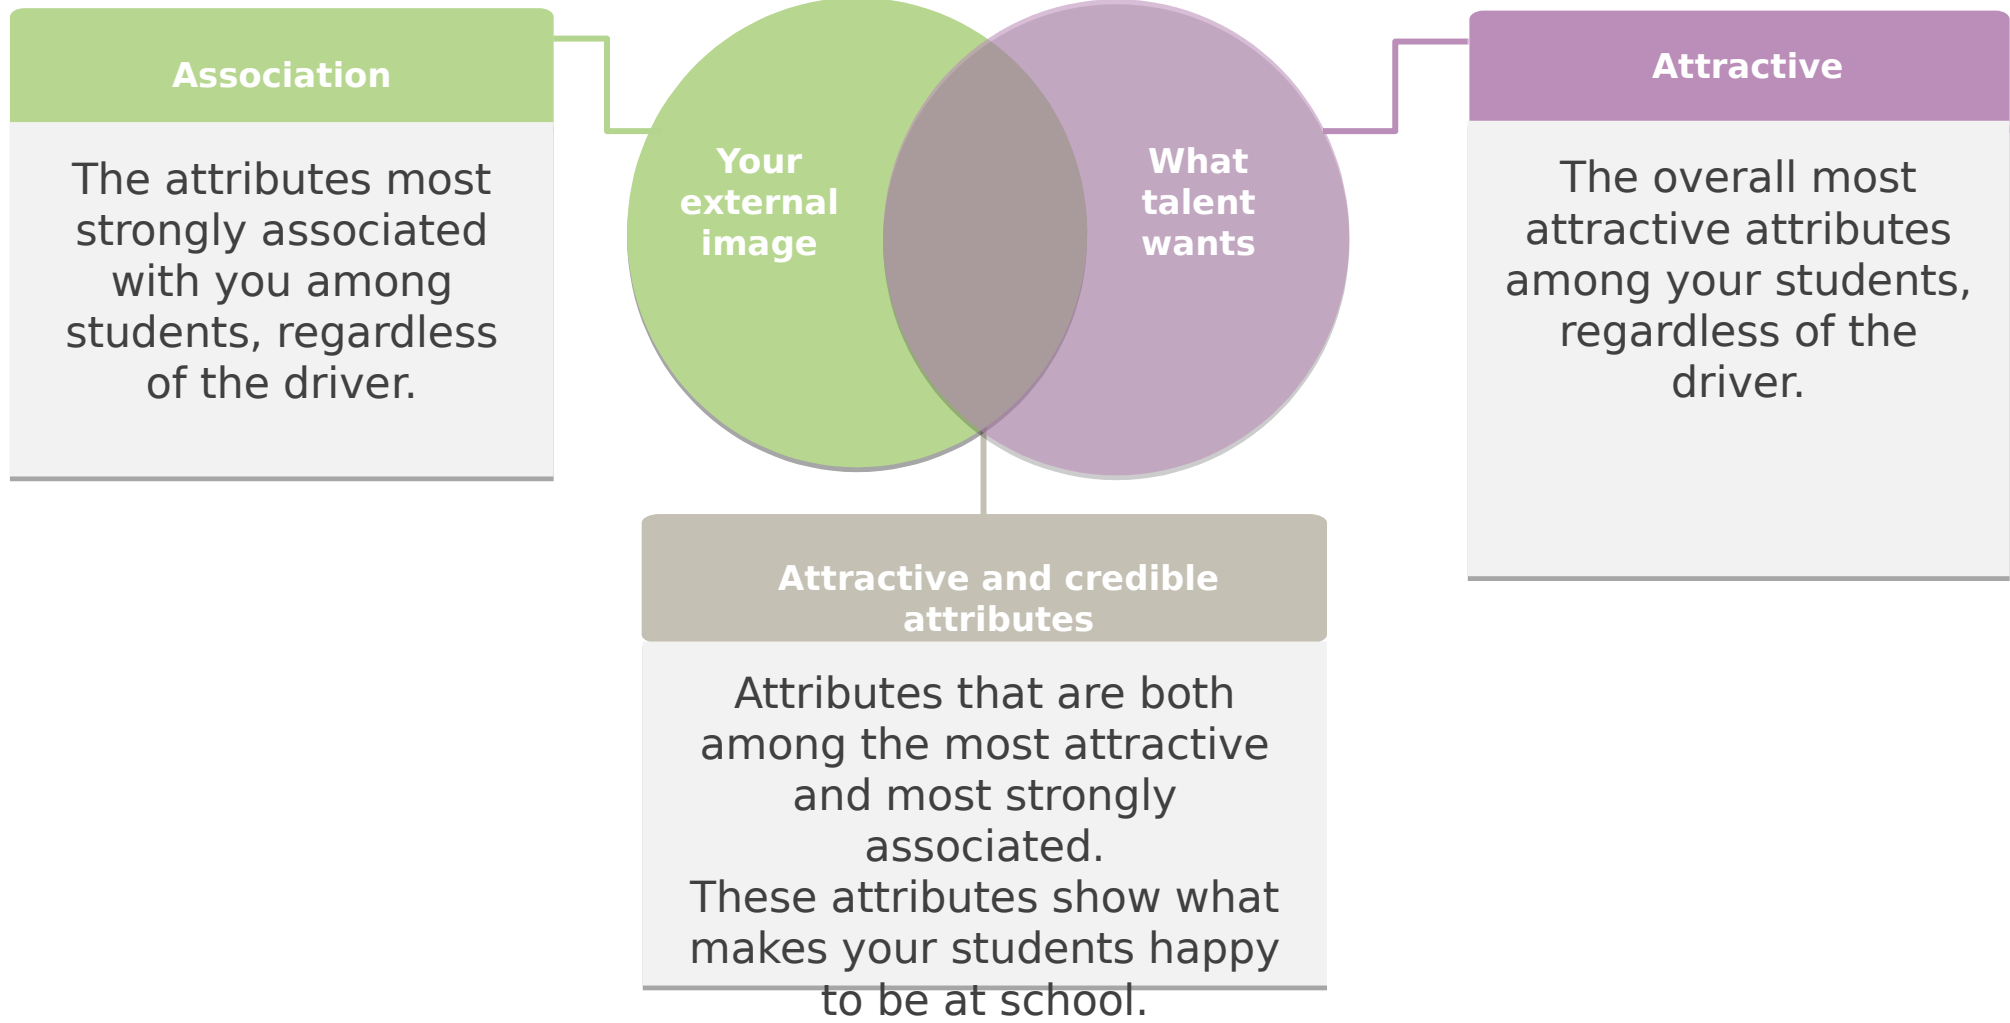 Association
The attributes most
strongly associated
with you among
students, regardless
of the driver.
Your
external
image
What
talent
wants
Attractive
The overall most
attractive attributes
among your students,
regardless of the
driver.
Attractive and credible
attributes
Attributes that are both
among the most attractive
and most strongly
associated.
These attributes show what
makes your students happy
to be at school.